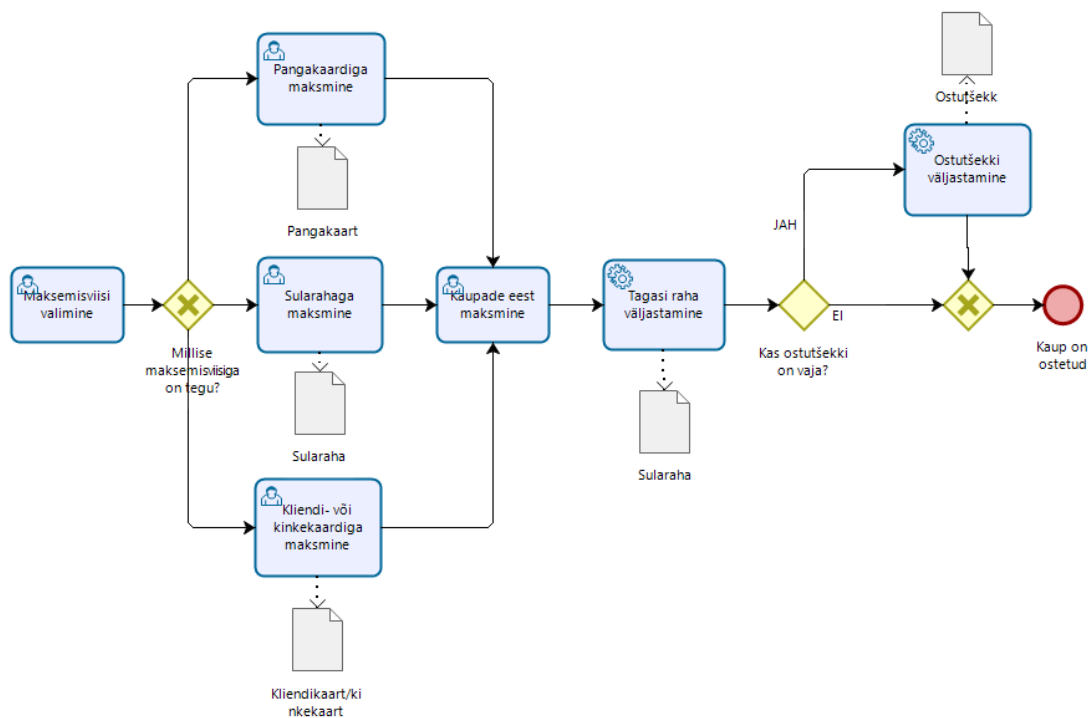 Pangakaardiga
maksmine
Pangakaart
Maksemisviisi
valimine
Millise
maksemisviisiga
on tegu?
Sularahaga
maksmine
Sularaha
Kliendi- või
kinkekaardiga
maksmine
Kliendikaart/ki
nkekaart
Kaupade eest
maksmine
Tagasi raha
väljastamine
Sularaha
Kas ostutšekki
on vaja?
JAH
EI
Ostutšekk
Ostutšekki
väljastamine
Kaup on
ostetud